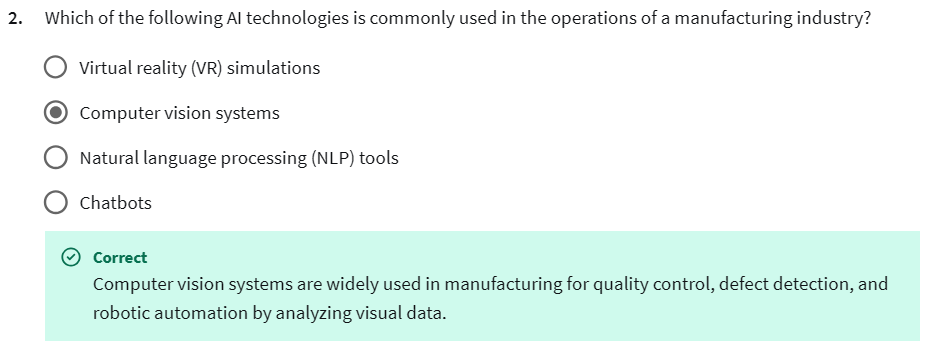 2. Which of the following AI technologies is commonly used in the operations of a manufacturing industry?
Virtual reality (VR) simulations
Computer vision systems
Natural language processing (NLP) tools
Chatbots
Correct
Computer vision systems are widely used in manufacturing for quality control, defect detection, and
robotic automation by analyzing visual data.